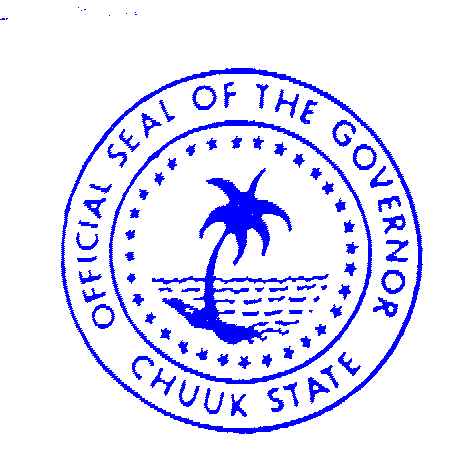 OFFICIAL SEAL OF THE GOVERNOR
CHUUK STATE